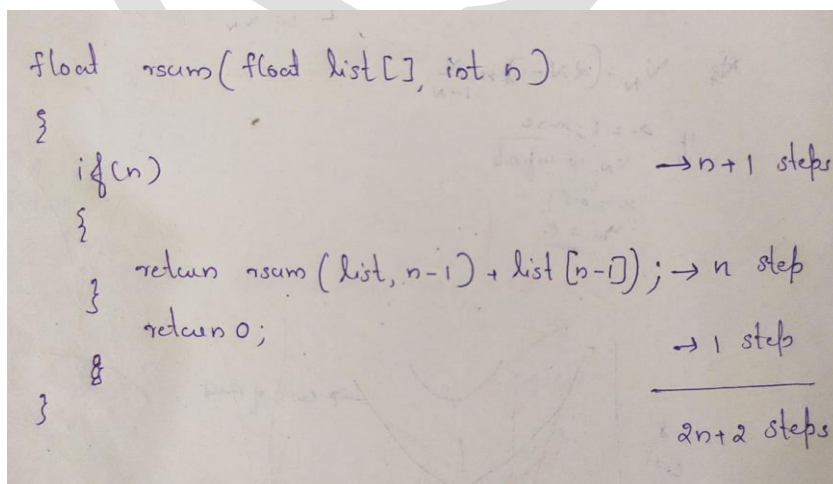 float rsum(float list[], int n)
{
if(n) → n+1 steps
{
return rsum(list, n-1) + list[n-1]); → n step
}
return 0; → 1 step
}
2n+2 steps